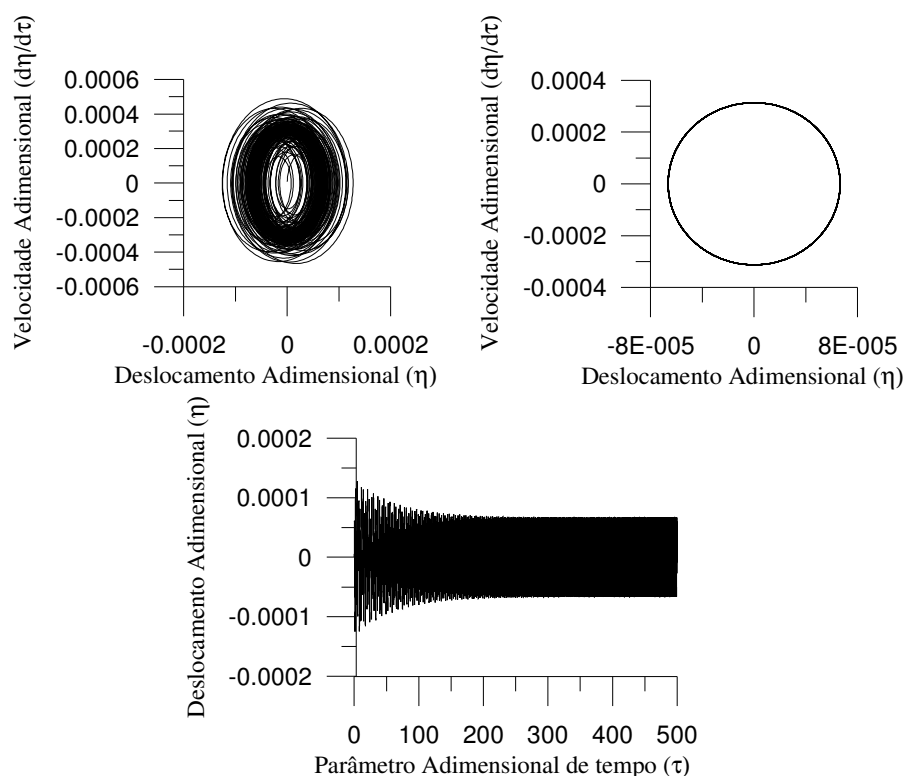 Velocidade Adimensional (dη/dτ)
0.0006
0.0004
0.0002
0
-0.0002
-0.0004
-0.0006
-0.0002 0 0.0002
Deslocamento Adimensional (η)
Velocidade Adimensional (dη/dτ)
0.0004
0.0002
0
-0.0002
-0.0004
-8E-005 0 8E-005
Deslocamento Adimensional (η)
Deslocamento Adimensional (η)
0.0002
0.0001
0
-0.0001
-0.0002
0 100 200 300 400 500
Parâmetro Adimensional de tempo (τ)